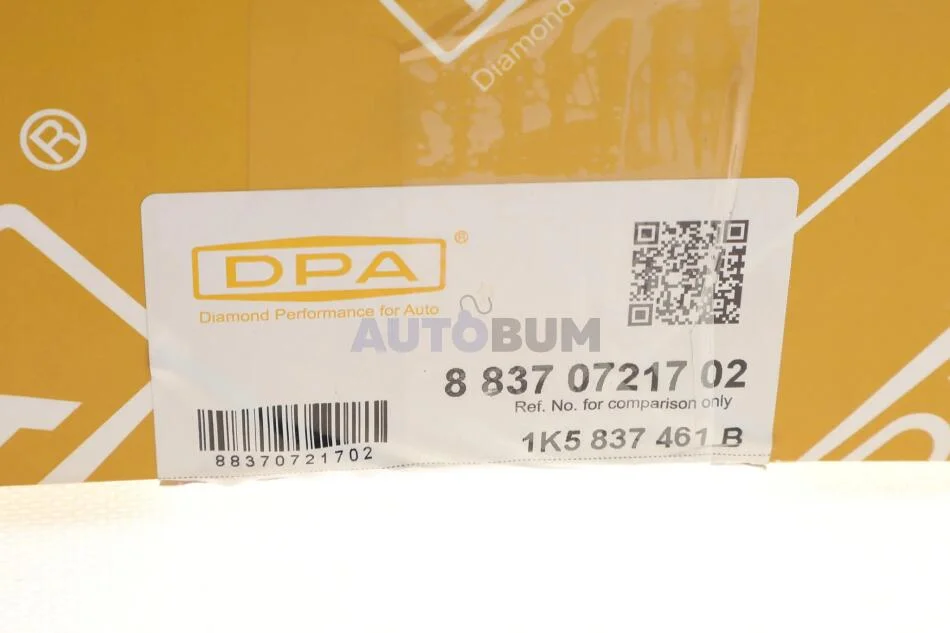 Diamond
®
DPA®
Diamond Performance for Auto
AUTOBUM
8 837 07217 02
Ref. No. for comparison only
1K5 837 461 B
88370721702